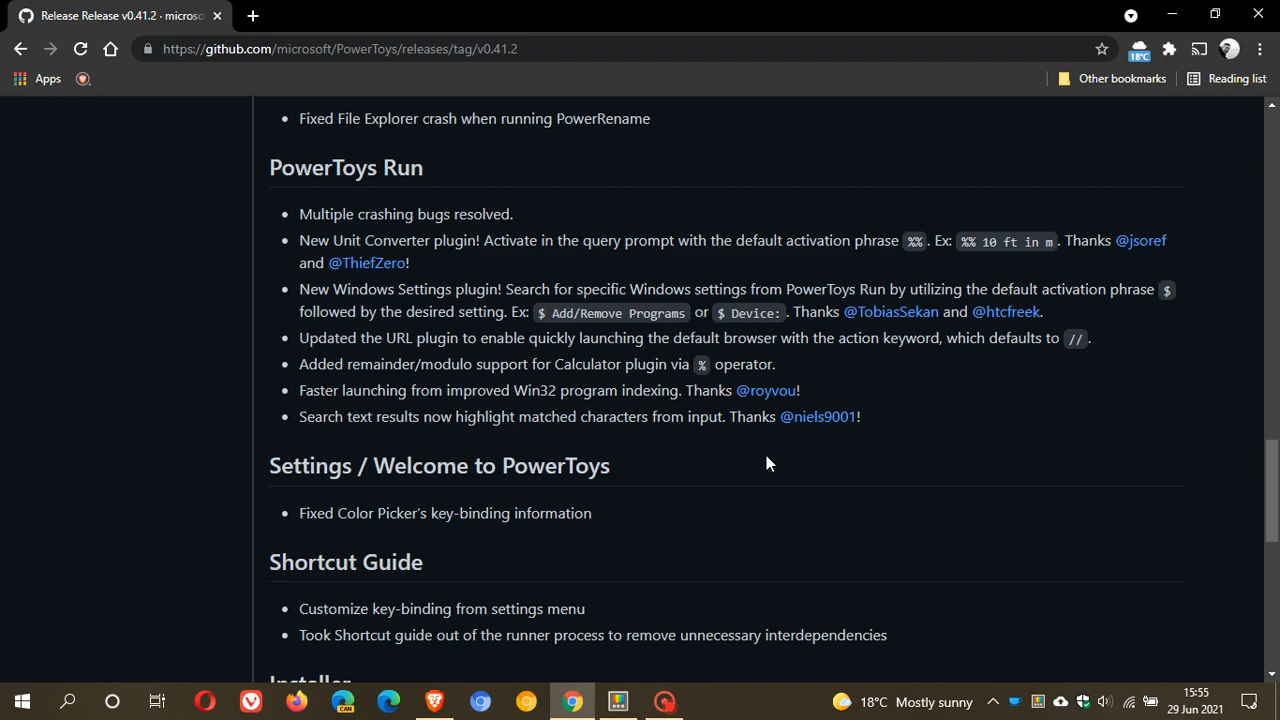 Release Release v0.41.2 · microso
https://github.com/microsoft/PowerToys/releases/tag/v0.41.2
18°C
Apps
Other bookmarks
Reading list
Fixed File Explorer crash when running PowerRename
PowerToys Run
Multiple crashing bugs resolved.
New Unit Converter plugin! Activate in the query prompt with the default activation phrase %%. Ex: %% 10 ft in m. Thanks @jsoref
and @ThiefZero!
New Windows Settings plugin! Search for specific Windows settings from PowerToys Run by utilizing the default activation phrase $
followed by the desired setting. Ex: $ Add/Remove Programs or $ Device:. Thanks @TobiasSekan and @htcfreek.
Updated the URL plugin to enable quickly launching the default browser with the action keyword, which defaults to //.
Added remainder/modulo support for Calculator plugin via % operator.
Faster launching from improved Win32 program indexing. Thanks @royvou!
Search text results now highlight matched characters from input. Thanks @niels9001!
Settings / Welcome to PowerToys
Fixed Color Picker's key-binding information
Shortcut Guide
Customize key-binding from settings menu
Took Shortcut guide out of the runner process to remove unnecessary interdependencies
Installer
CAN
18°C Mostly sunny
15:55
29 Jun 2021